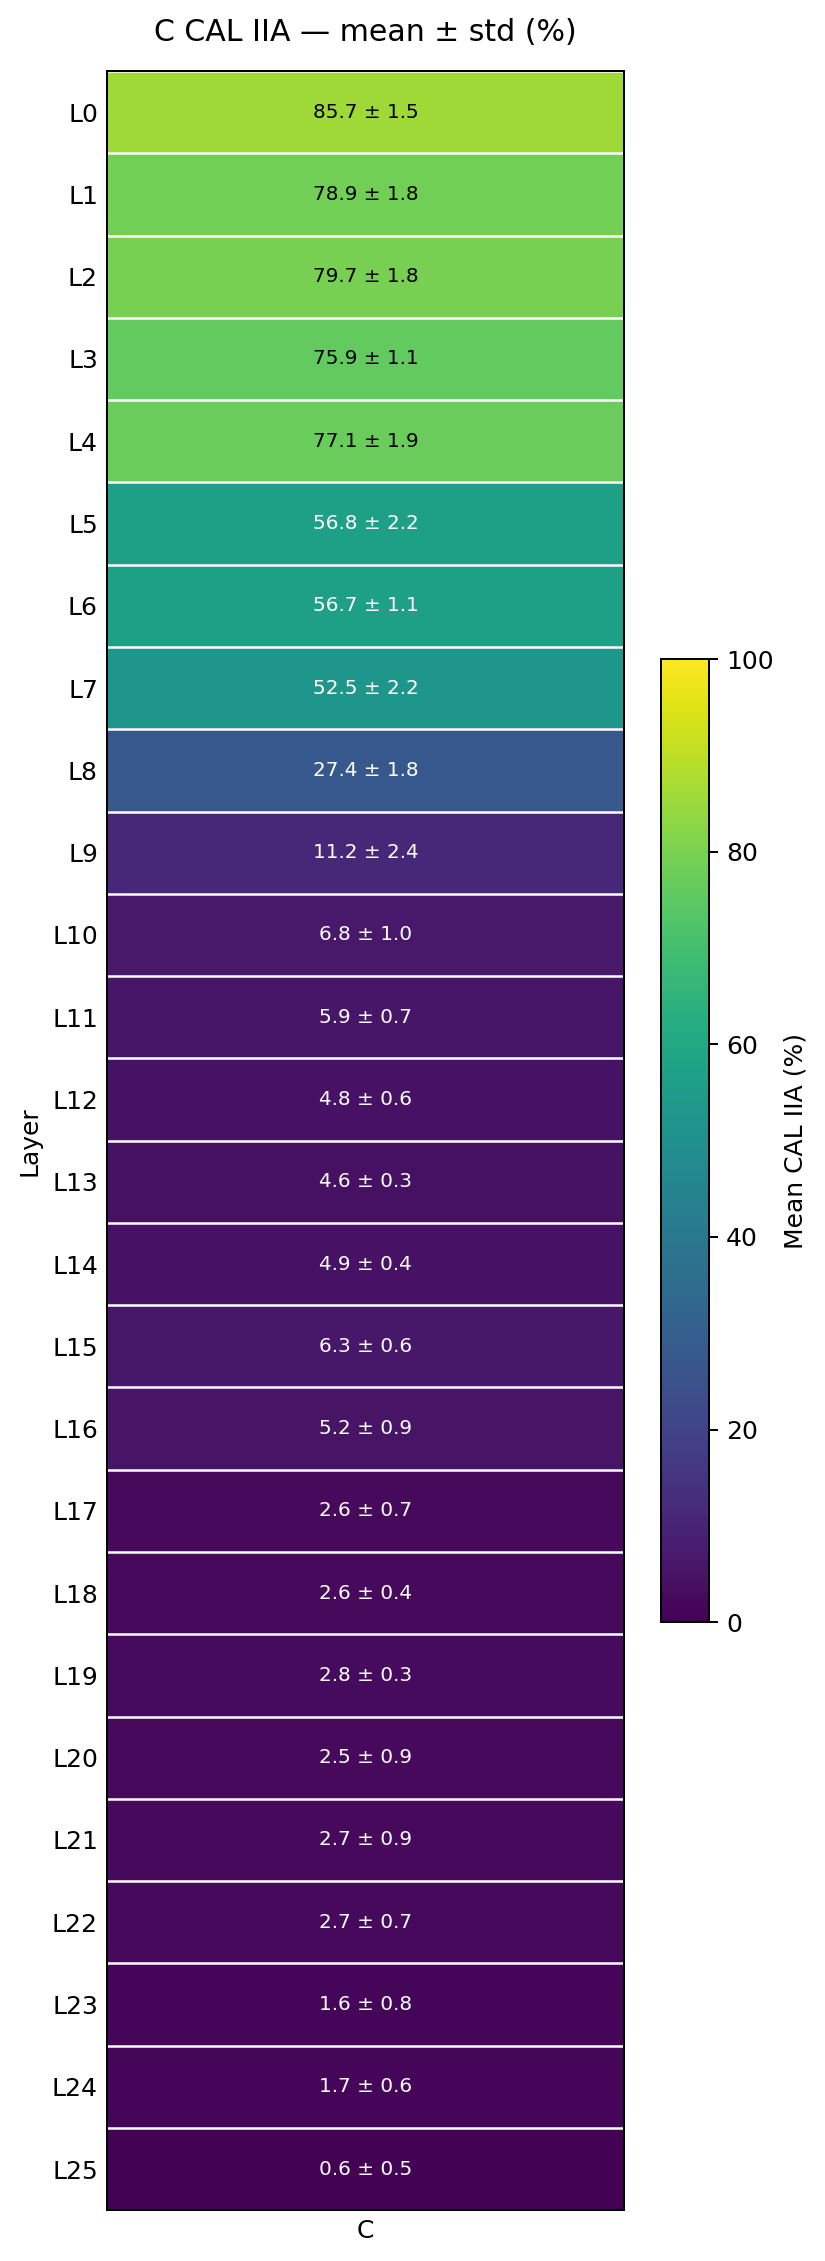 C CAL IIA — mean ± std (%)
L0 85.7 ± 1.5
L1 78.9 ± 1.8
L2 79.7 ± 1.8
L3 75.9 ± 1.1
L4 77.1 ± 1.9
L5 56.8 ± 2.2
L6 56.7 ± 1.1
L7 52.5 ± 2.2
L8 27.4 ± 1.8
L9 11.2 ± 2.4
L10 6.8 ± 1.0
L11 5.9 ± 0.7
L12 4.8 ± 0.6
L13 4.6 ± 0.3
L14 4.9 ± 0.4
L15 6.3 ± 0.6
L16 5.2 ± 0.9
L17 2.6 ± 0.7
L18 2.6 ± 0.4
L19 2.8 ± 0.3
L20 2.5 ± 0.9
L21 2.7 ± 0.9
L22 2.7 ± 0.7
L23 1.6 ± 0.8
L24 1.7 ± 0.6
L25 0.6 ± 0.5
C
Layer
100
80
60
40
20
0
Mean CAL IIA (%)